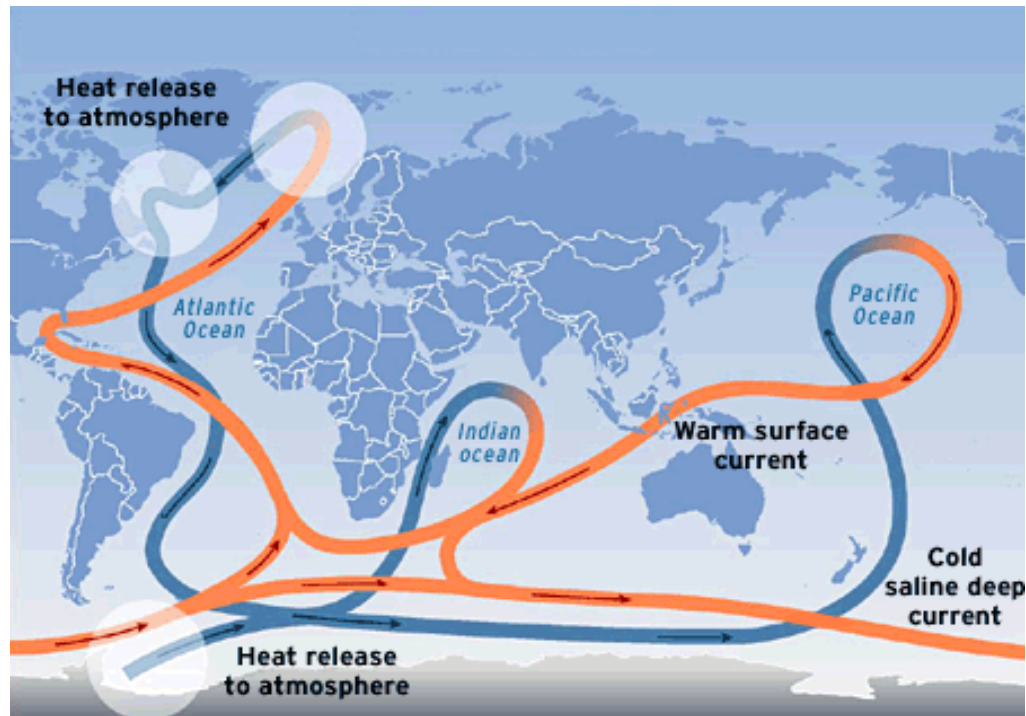 Heat release
to atmosphere
Atlantic
Ocean
Pacific
Ocean
Indian
ocean
Warm surface
current
Cold
saline deep
current
Heat release
to atmosphere